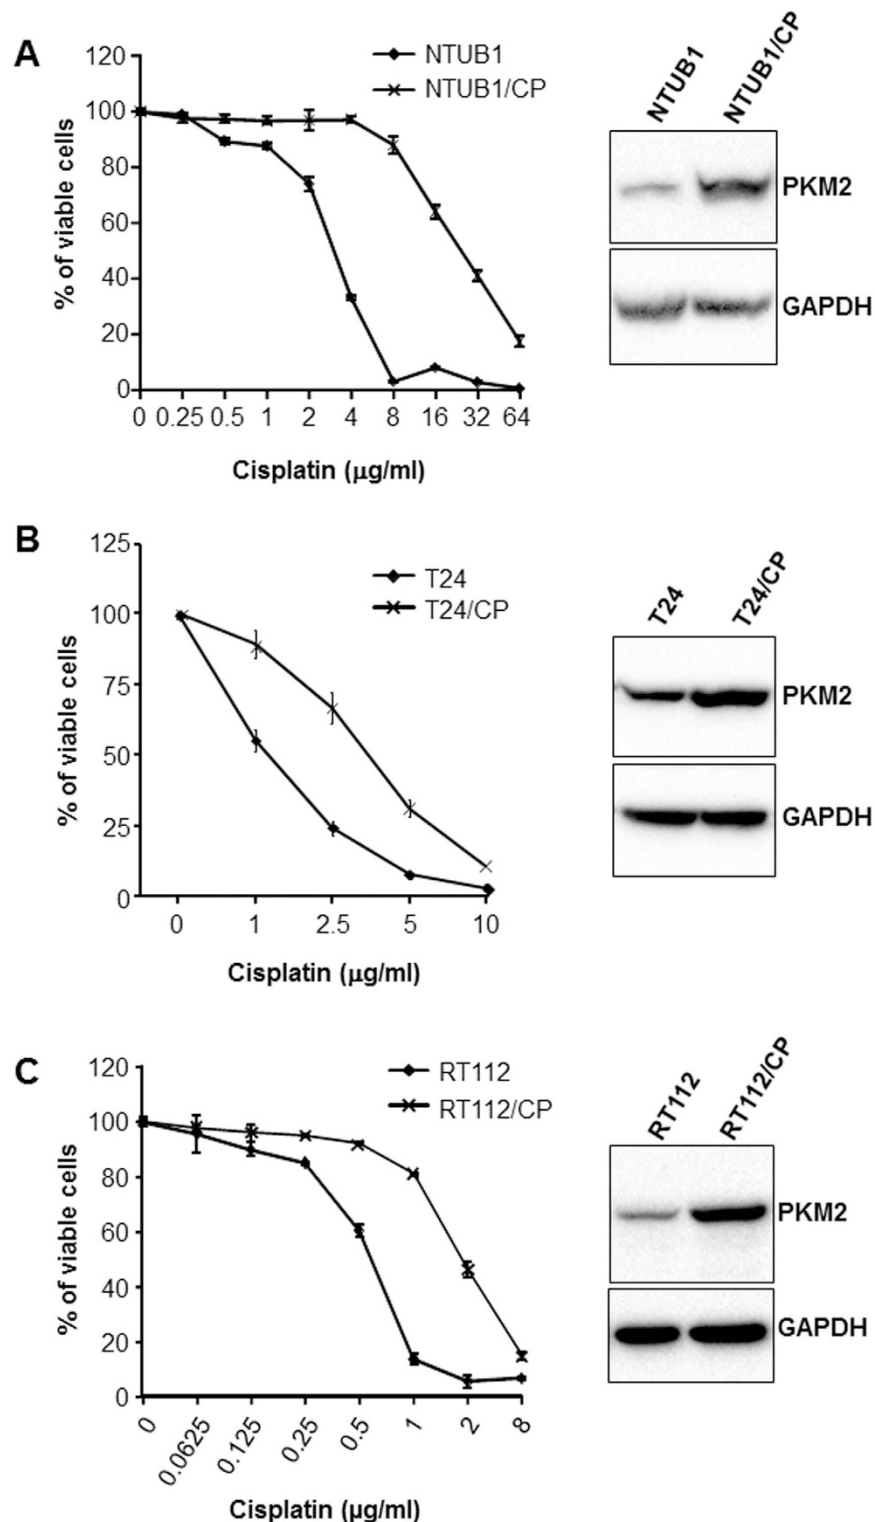 A
NTUB1
NTUB1/CP
120
100
80
60
40
20
0
% of viable cells
0 0.25 0.5 1 2 4 8 16 32 64
Cisplatin (µg/ml)
NTUB1
NTUB1/CP
PKM2
GAPDH
B
T24
T24/CP
125
100
75
50
25
0
% of viable cells
0 1 2.5 5 10
Cisplatin (µg/ml)
T24
T24/CP
PKM2
GAPDH
C
RT112
RT112/CP
120
100
80
60
40
20
0
% of viable cells
0 0.0625 0.125 0.25 0.5 1 2 8
Cisplatin (µg/ml)
RT112
RT112/CP
PKM2
GAPDH